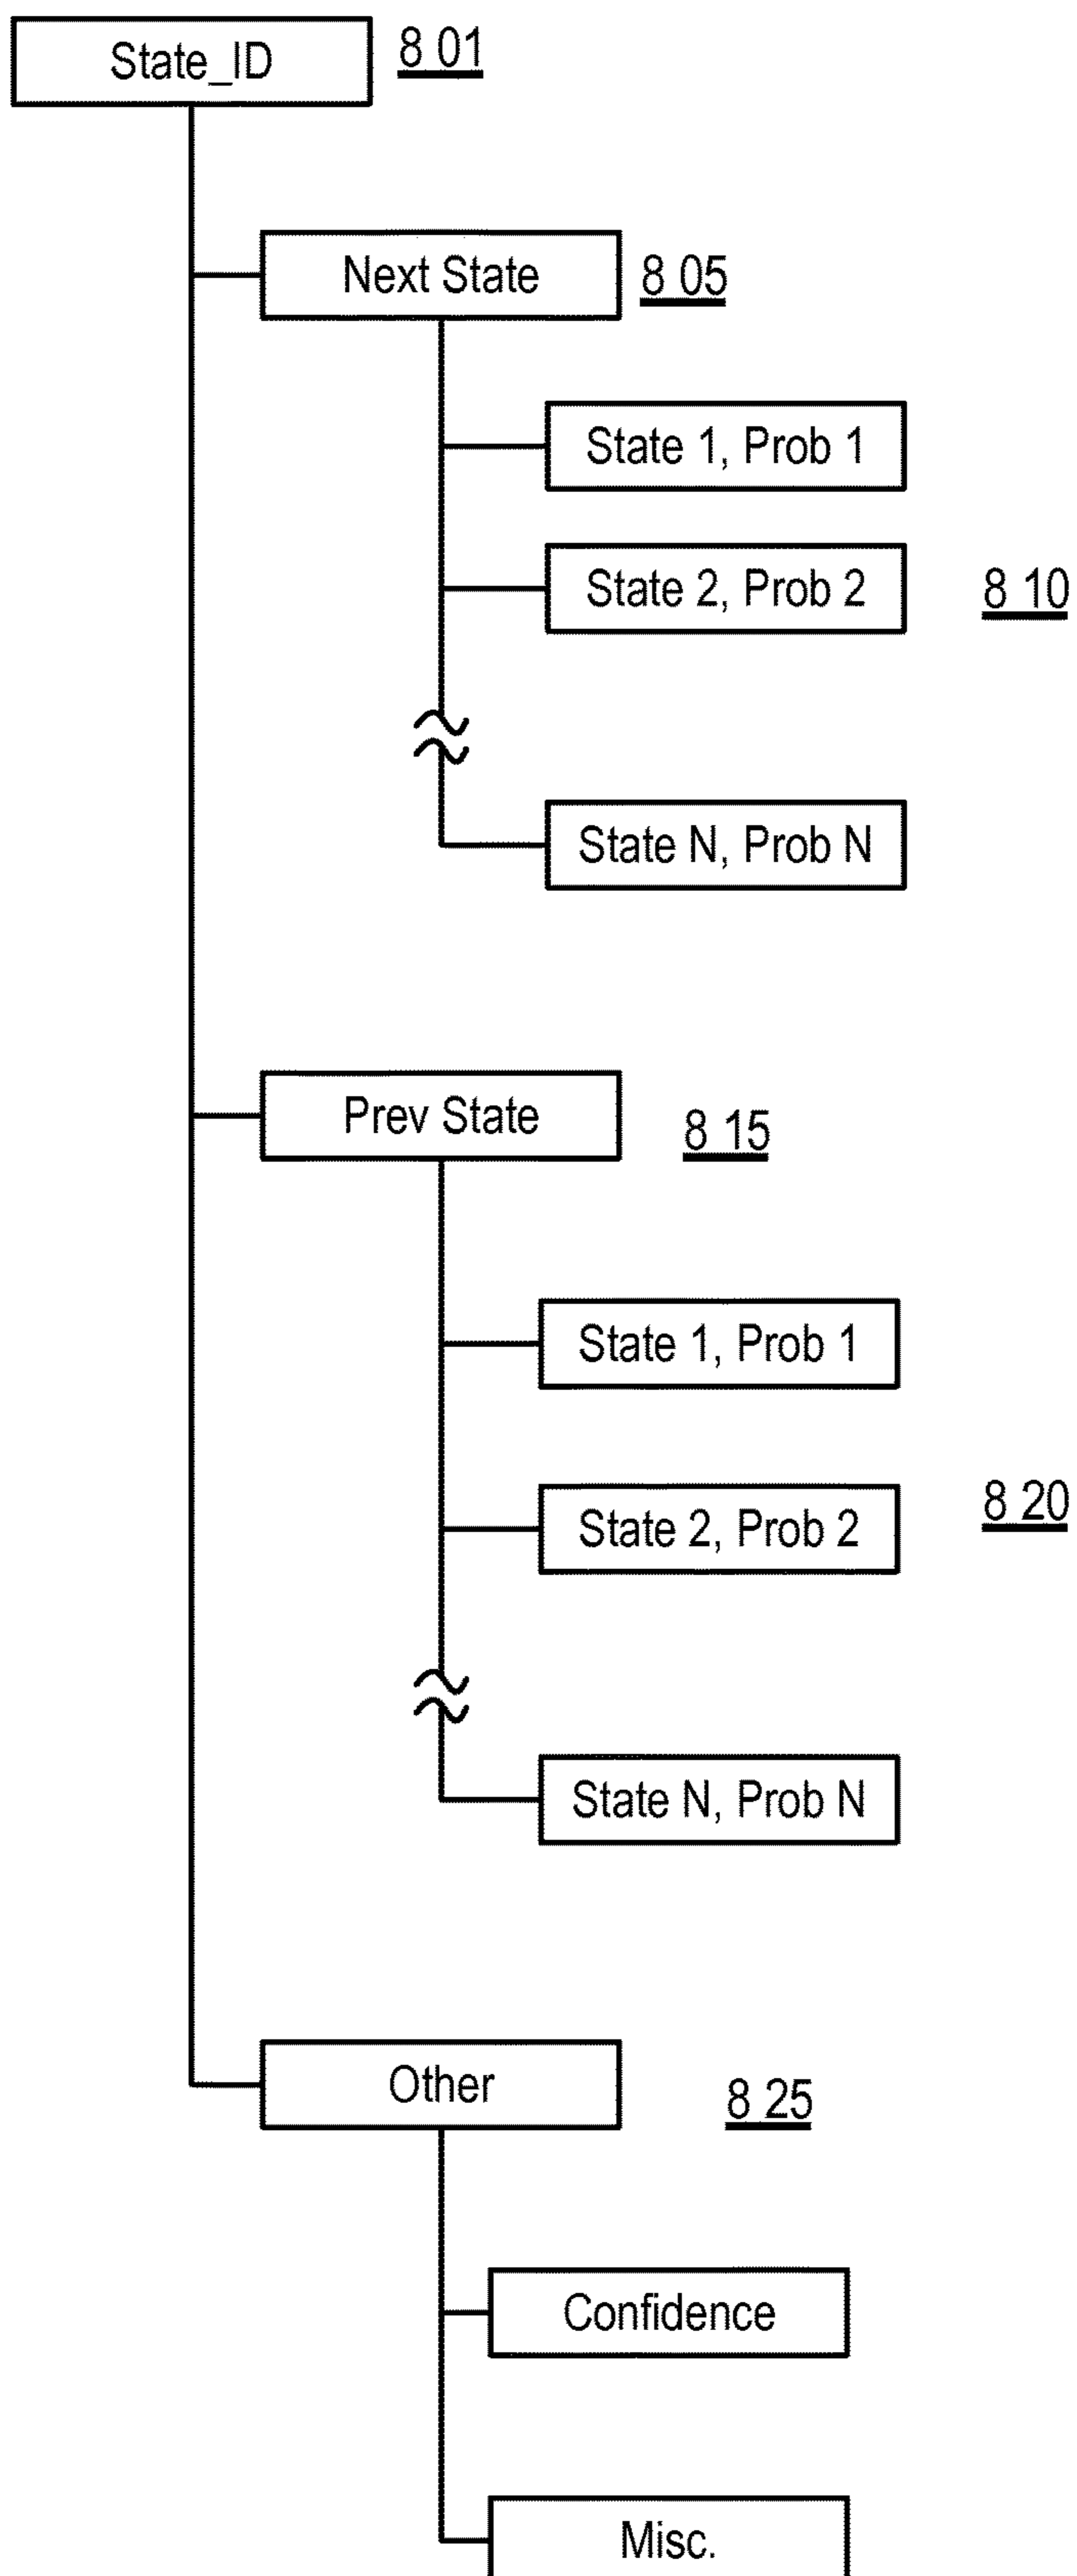 State_ID 8 01
Next State 8 05
State 1, Prob 1
State 2, Prob 2 8 10
State N, Prob N
Prev State 8 15
State 1, Prob 1
State 2, Prob 2 8 20
State N, Prob N
Other 8 25
Confidence
Misc.